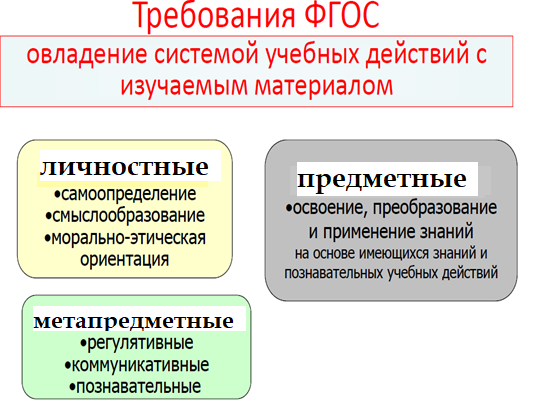 Требования ФГОС
овладение системой учебных действий с
изучаемым материалом
личностные
•самоопределение
•смыслообразование
•морально-этическая
ориентация
предметные
•освоение, преобразование
и применение знаний
на основе имеющихся знаний и
познавательных учебных действий
метапредметные
•регулятивные
•коммуникативные
•познавательные